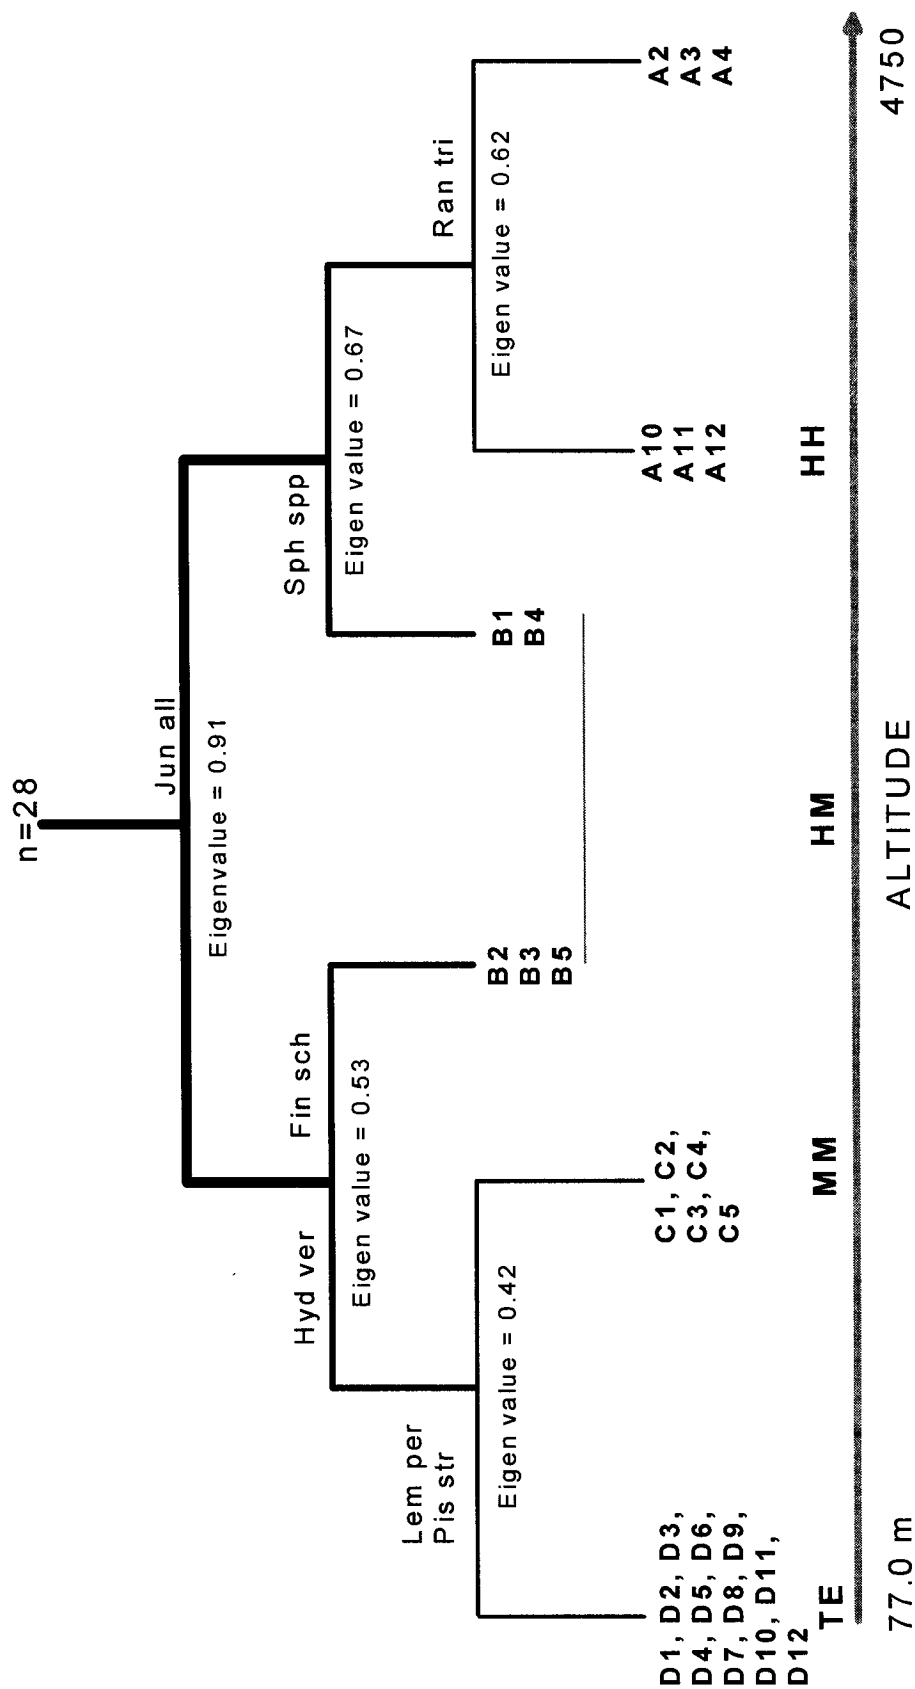 n=28
Jun all
Eigenvalue = 0.91
Hyd ver
Fin sch
Sph spp
Eigen value = 0.53
Eigen value = 0.67
Lem per
Pis str
Ran tri
Eigen value = 0.42
Eigen value = 0.62
B2
B3
B5
B1
B4
D1, D2, D3,
D4, D5, D6,
D7, D8, D9,
D10, D11,
D12
C1, C2,
C3, C4,
C5
A10
A11
A12
A2
A3
A4
TE
MM
HM
HH
77.0 m
ALTITUDE
4750